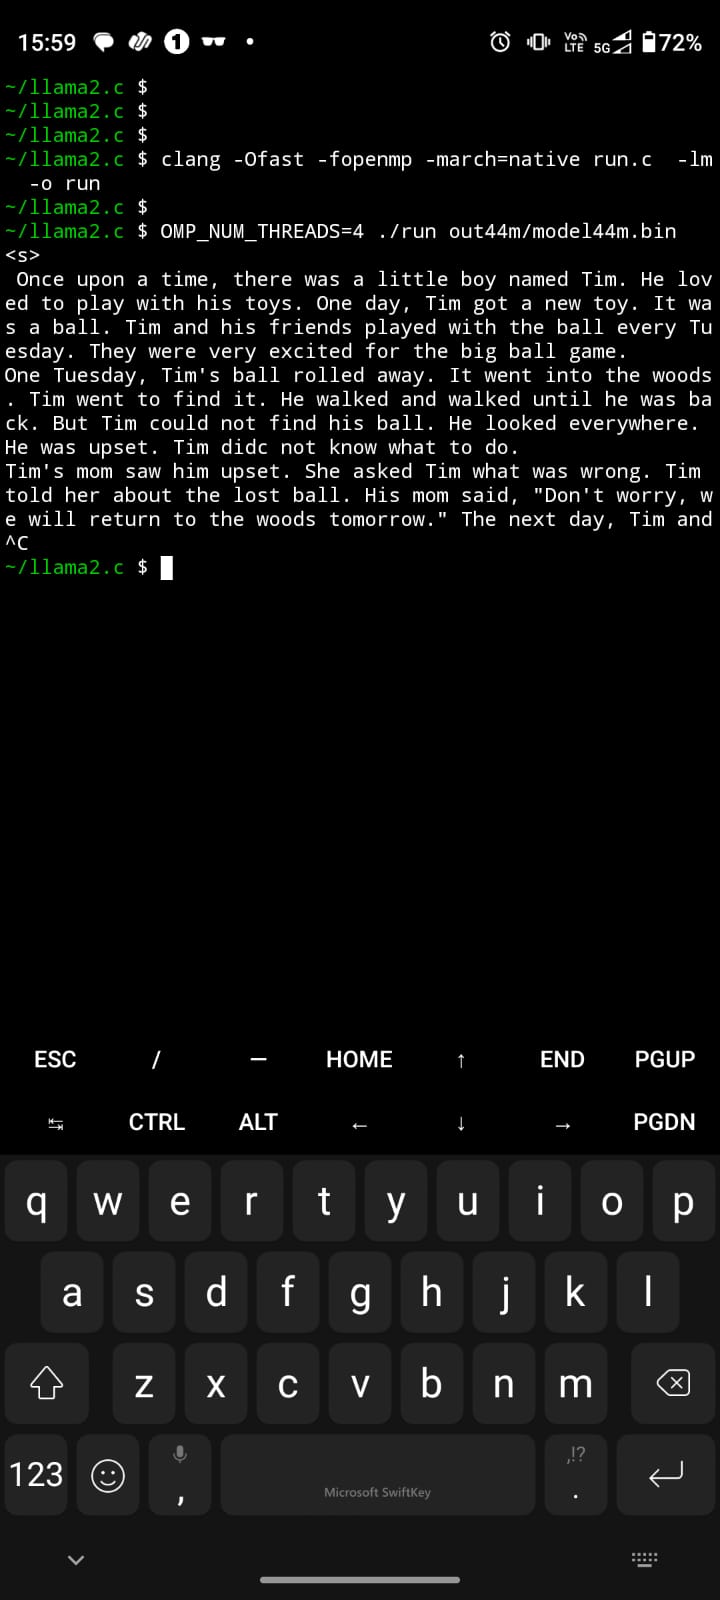 15:59 1 Vo LTE 5G 72%
~/llama2.c $
~/llama2.c $
~/llama2.c $
~/llama2.c $ clang -Ofast -fopenmp -march=native run.c  -lm
  -o run
~/llama2.c $
~/llama2.c $ OMP_NUM_THREADS=4 ./run out44m/model44m.bin
<s>
 Once upon a time, there was a little boy named Tim. He lov
ed to play with his toys. One day, Tim got a new toy. It wa
s a ball. Tim and his friends played with the ball every Tu
esday. They were very excited for the big ball game.
One Tuesday, Tim's ball rolled away. It went into the woods
. Tim went to find it. He walked and walked until he was ba
ck. But Tim could not find his ball. He looked everywhere.
He was upset. Tim didc not know what to do.
Tim's mom saw him upset. She asked Tim what was wrong. Tim
told her about the lost ball. His mom said, "Don't worry, w
e will return to the woods tomorrow." The next day, Tim and
^C
~/llama2.c $
ESC / — HOME ↑ END PGUP
↹ CTRL ALT ← ↓ → PGDN
q w e r t y u i o p
a s d f g h j k l
z x c v b n m
123 , Microsoft SwiftKey ,!? .